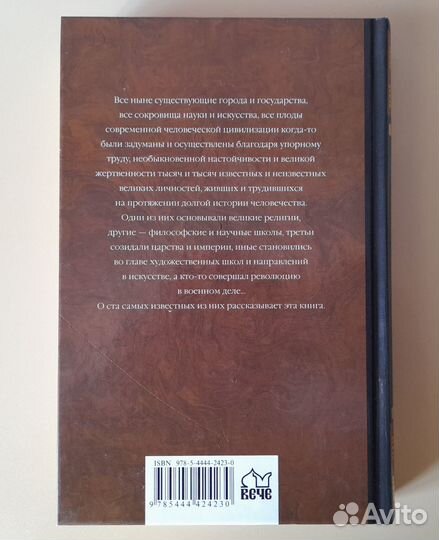 Все ныне существующие города и государства,
все сокровища науки и искусства, все плоды
современной человеческой цивилизации когда-то
были задуманы и осуществлены благодаря упорному
труду, необыкновенной настойчивости и великой
жертвенности тысяч и тысяч известных и неизвестных
великих личностей, живших и трудившихся
на протяжении долгой истории человечества.
Одни из них основывали великие религии,
другие — философские и научные школы, третьи
созидали царства и империи, иные становились
во главе художественных школ и направлений
в искусстве, а кто-то совершал революцию
в военном деле...
О ста самых известных из них рассказывает эта книга.
ISBN 978-5-4444-2423-0
9 785444 424230
ВЕЧЕ
Avito